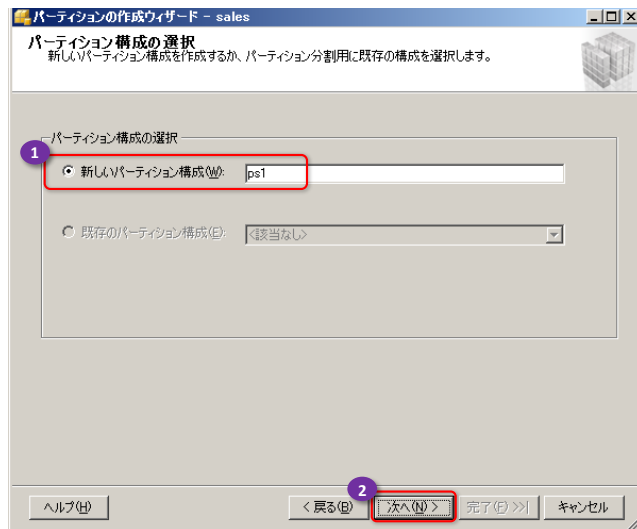 パーティションの作成ウィザード - sales
パーティション構成の選択
新しいパーティション構成を作成するか、パーティション分割用に既存の構成を選択します。
パーティション構成の選択
1
新しいパーティション構成(W): ps1
既存のパーティション構成(E): <該当なし>
2
ヘルプ(H) < 戻る(B) 次へ(N) > 完了(F) >>| キャンセル